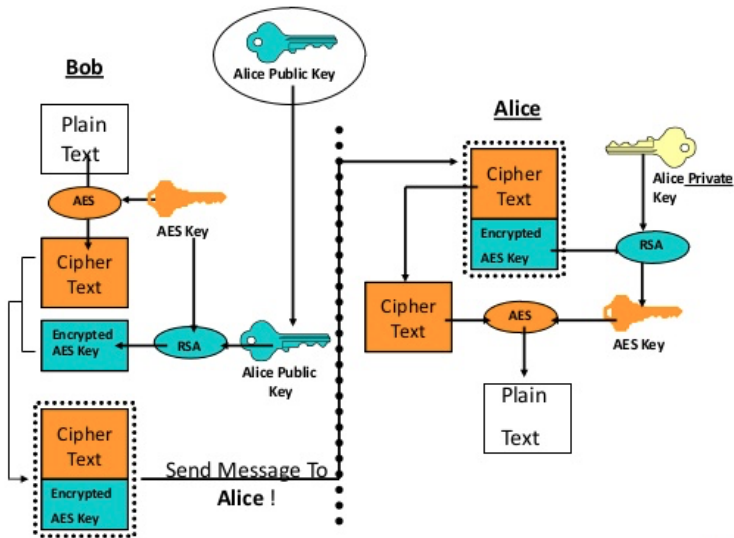 Bob
Plain
Text
AES
AES Key
Cipher
Text
Encrypted
AES Key
RSA
Alice Public Key
Alice Public
Key
Cipher
Text
Encrypted
AES Key
Send Message To
Alice !
Alice
Cipher
Text
Encrypted
AES Key
Alice Private
Key
RSA
Cipher
Text
AES
AES Key
Plain
Text